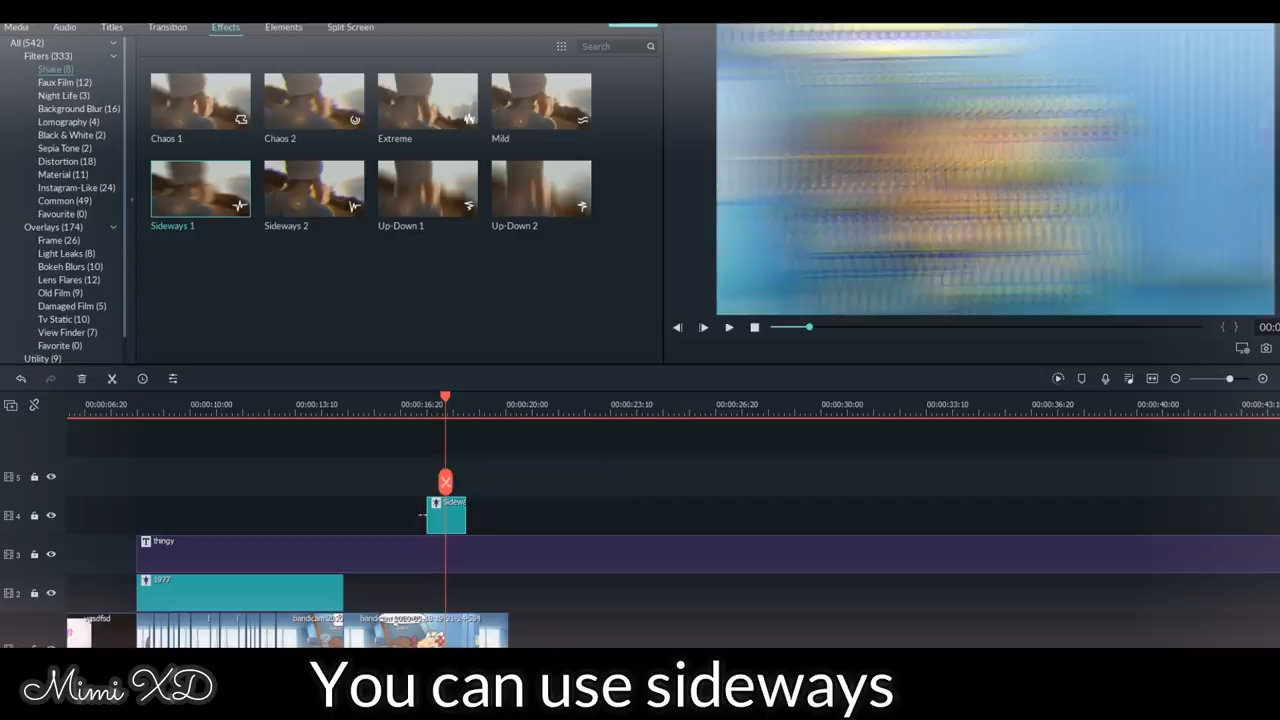 Media Audio Titles Transition Effects Elements Split Screen
All (542)
Filters (333)
Shake (8)
Faux Film (12)
Night Life (3)
Background Blur (16)
Lomography (4)
Black & White (2)
Sepia Tone (2)
Distortion (18)
Material (11)
Instagram-Like (24)
Common (49)
Favourite (0)
Overlays (174)
Frame (26)
Light Leaks (8)
Bokeh Blurs (10)
Lens Flares (12)
Old Film (9)
Damaged Film (5)
Tv Static (10)
View Finder (7)
Favorite (0)
Utility (9)
Search
Chaos 1 Chaos 2 Extreme Mild
Sideways 1 Sideways 2 Up-Down 1 Up-Down 2
00:0
00:00:06:20 00:00:10:00 00:00:13:10 00:00:16:20 00:00:20:00 00:00:23:10 00:00:26:20 00:00:30:00 00:00:33:10 00:00:36:20 00:00:40:00 00:00:43:1
5
4 Sidewa
3 thingy
2 1977
Mimi XD
You can use sideways